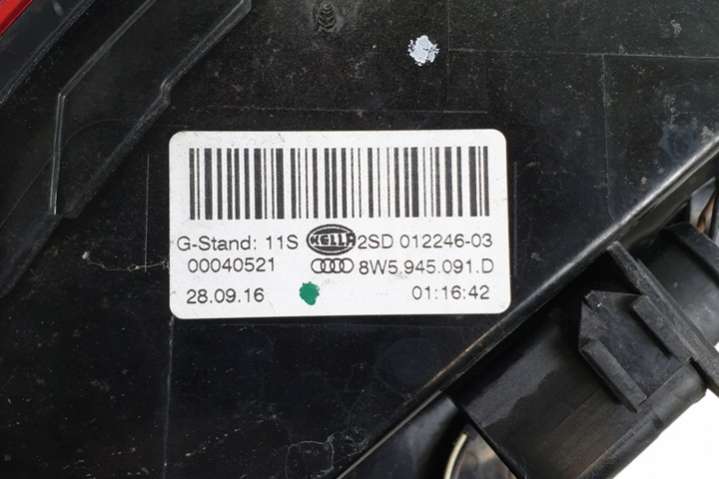 G-Stand: 11S HELLA 2SD 012246-03
00040521 8W5.945.091.D
28.09.16 01:16:42